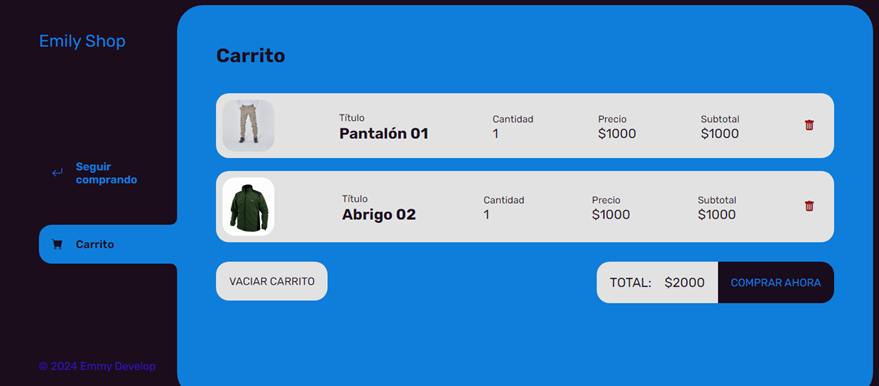 Emily Shop
Seguir
comprando
Carrito
© 2024 Emmy Develop
Carrito
Título Cantidad Precio Subtotal
Pantalón 01 1 $1000 $1000
Título Cantidad Precio Subtotal
Abrigo 02 1 $1000 $1000
VACIAR CARRITO TOTAL: $2000 COMPRAR AHORA